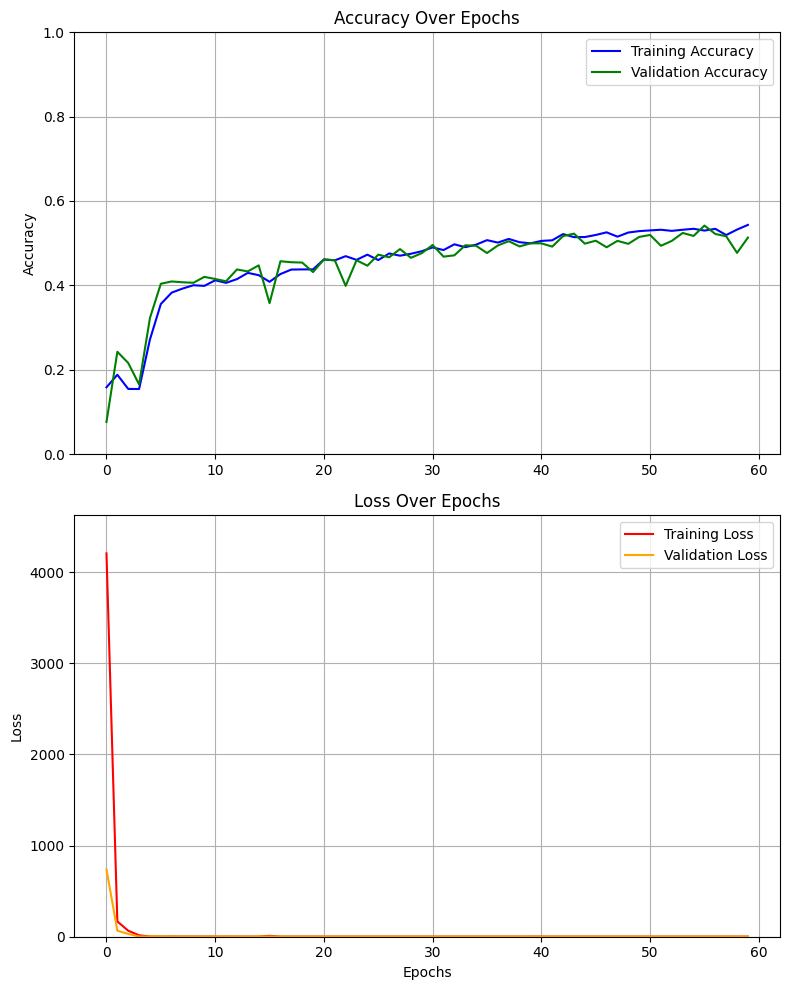 Accuracy Over Epochs
1.0
0.8
0.6
0.4
0.2
0.0
Accuracy
Training Accuracy
Validation Accuracy
0 10 20 30 40 50 60
Loss Over Epochs
4000
3000
2000
1000
0
Loss
Training Loss
Validation Loss
0 10 20 30 40 50 60
Epochs